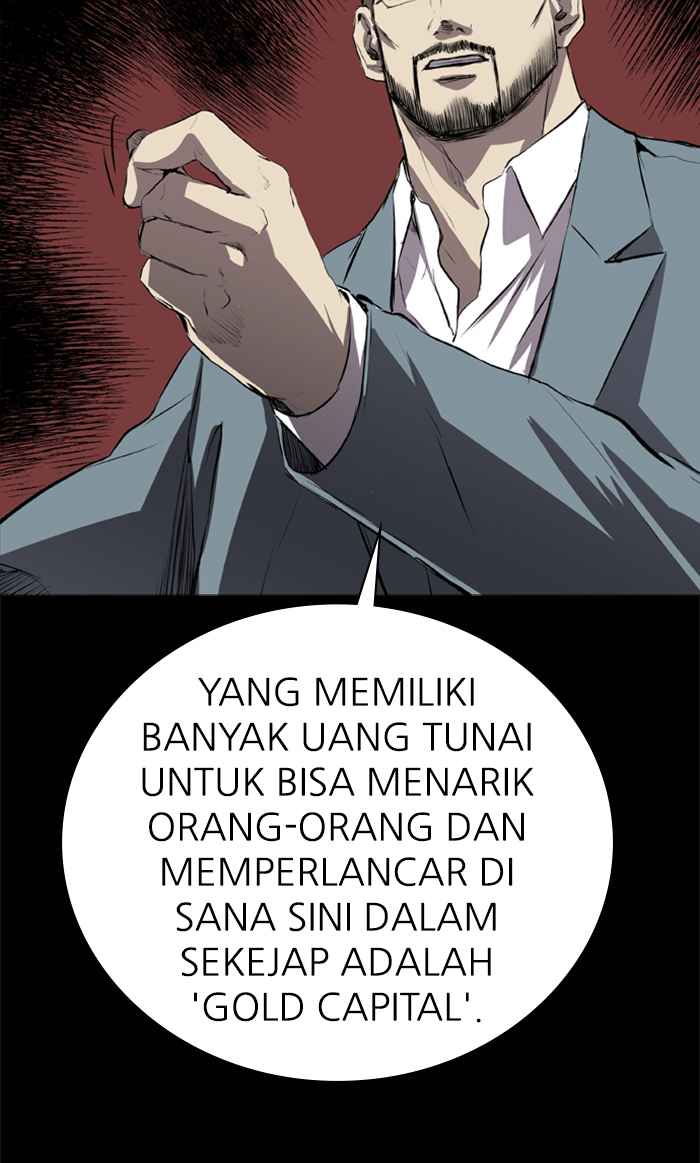 YANG MEMILIKI
BANYAK UANG TUNAI
UNTUK BISA MENARIK
ORANG-ORANG DAN
MEMPERLANCAR DI
SANA SINI DALAM
SEKEJAP ADALAH
'GOLD CAPITAL'.